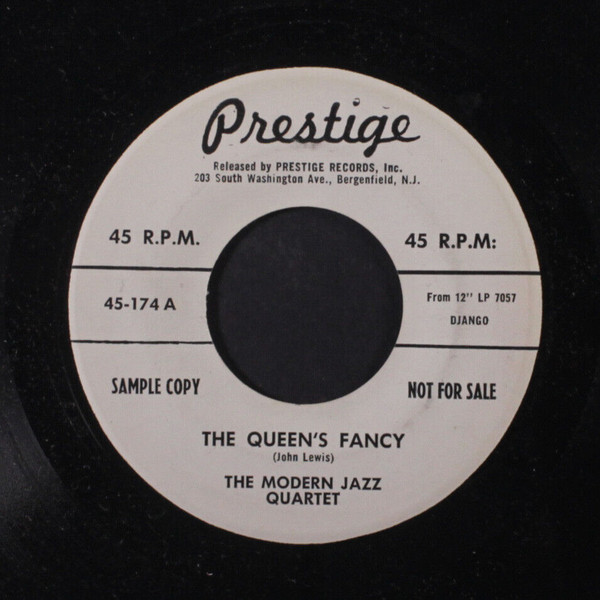 Prestige
Released by PRESTIGE RECORDS, Inc.
203 South Washington Ave., Bergenfield, N.J.
45 R.P.M.
45 R.P.M:
45-174 A
From 12" LP 7057
DJANGO
SAMPLE COPY
NOT FOR SALE
THE QUEEN'S FANCY
(John Lewis)
THE MODERN JAZZ
QUARTET